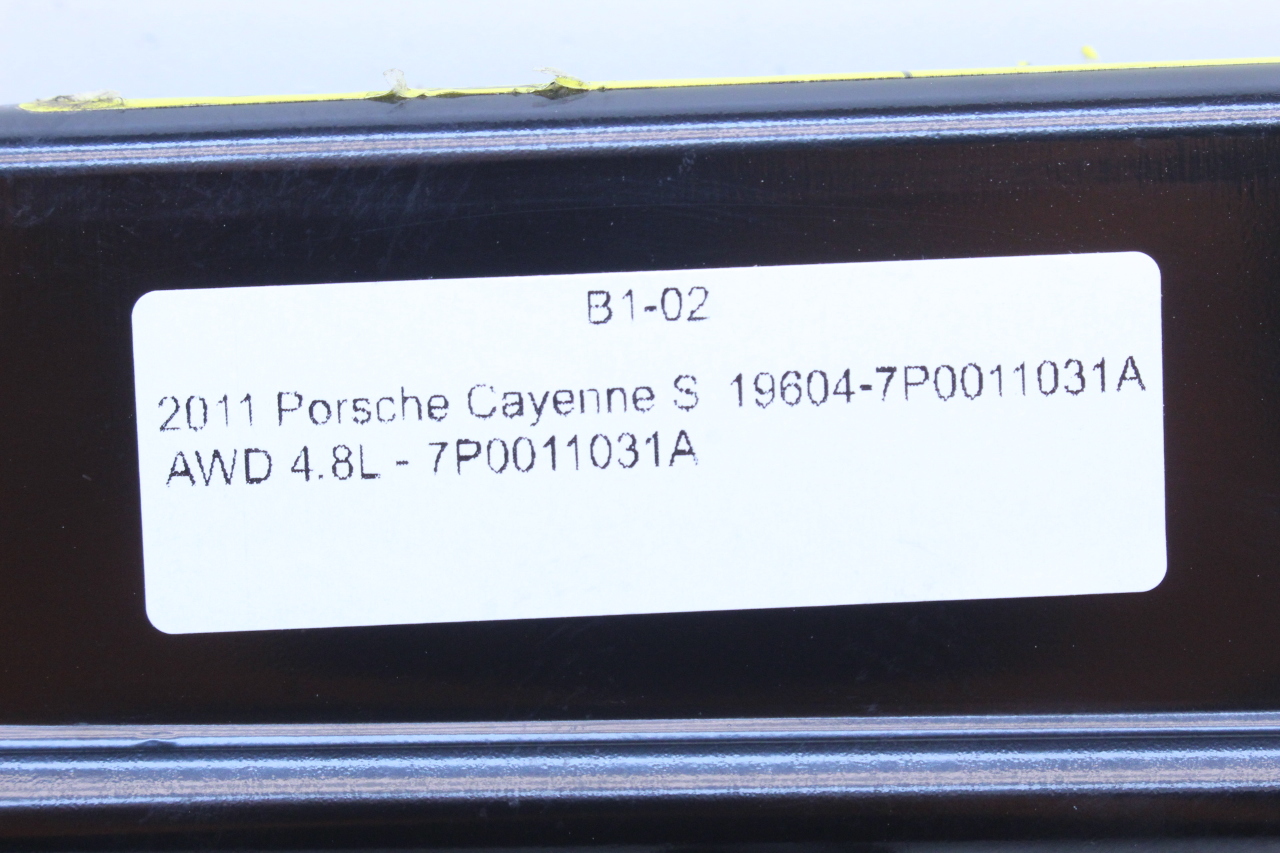 B1-02
2011 Porsche Cayenne S  19604-7P0011031A
AWD 4.8L - 7P0011031A